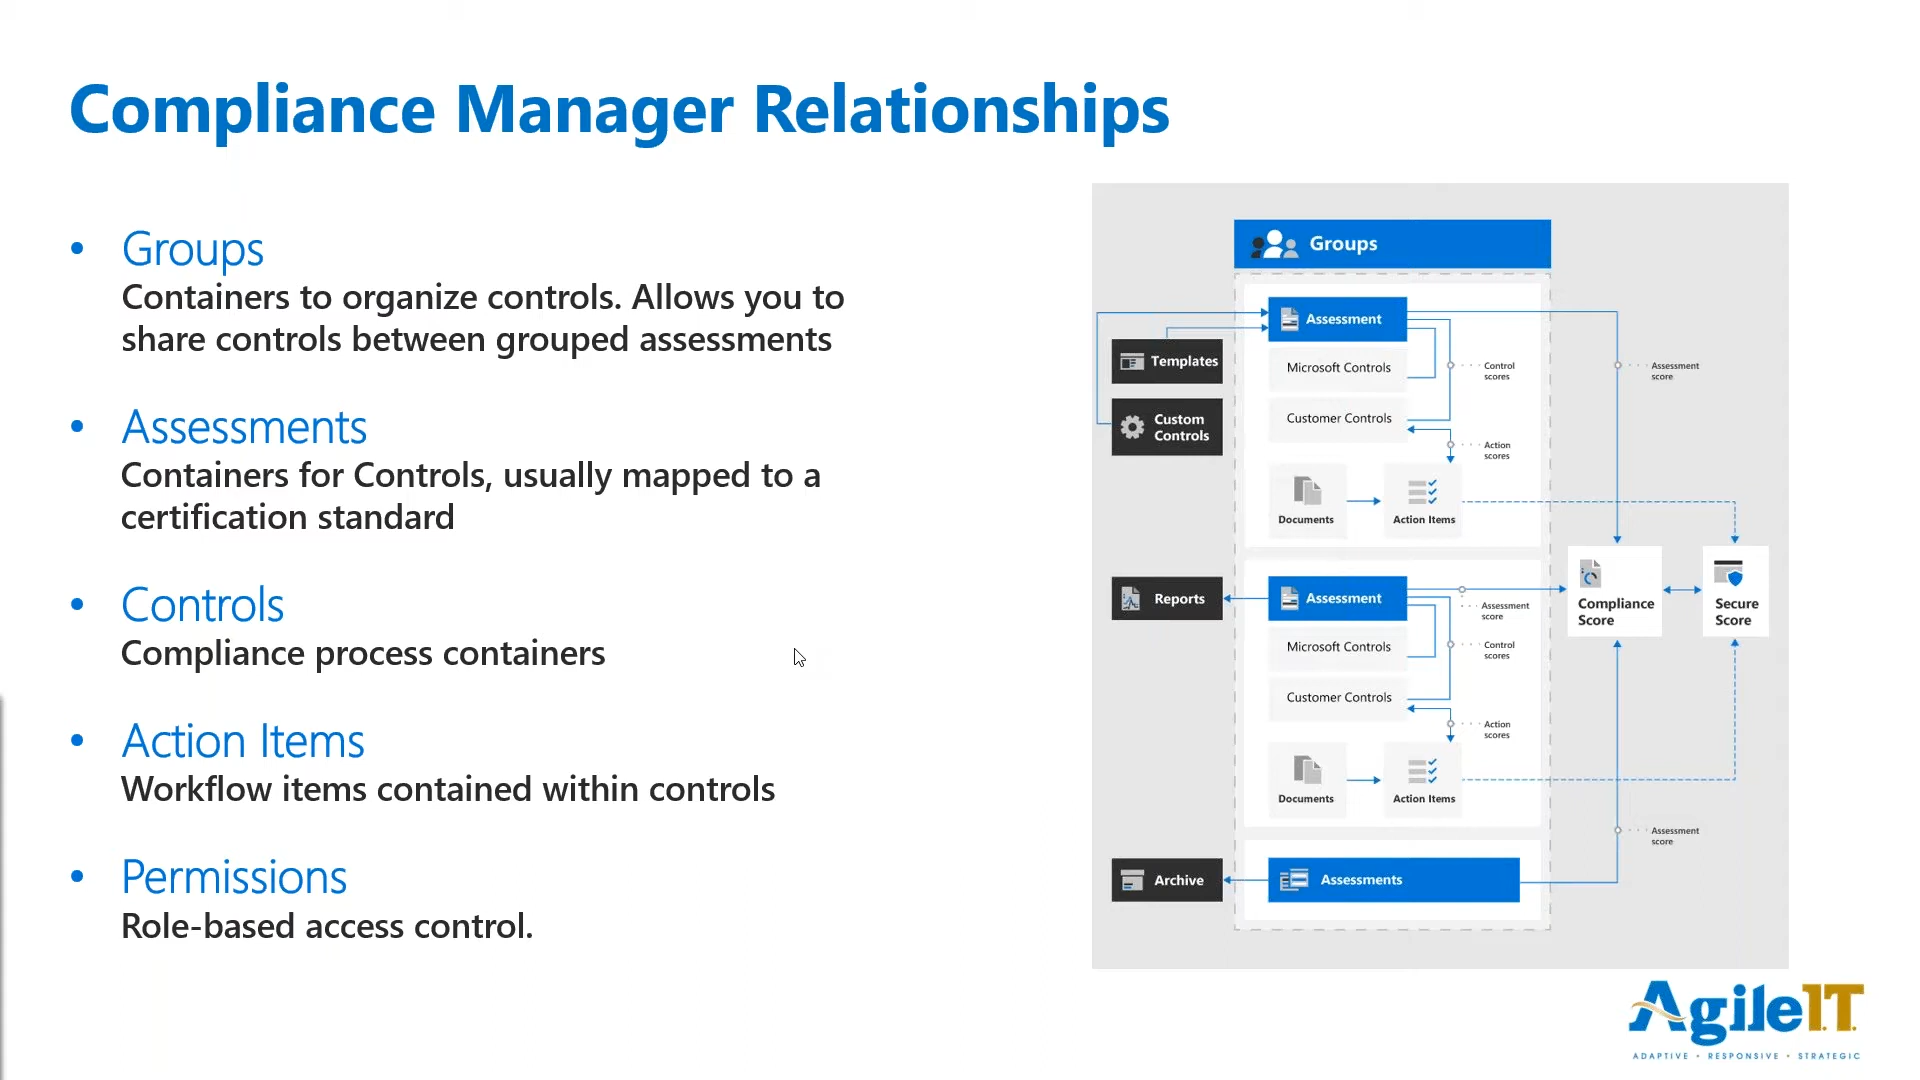 Compliance Manager Relationships
• Groups
Containers to organize controls. Allows you to
share controls between grouped assessments
• Assessments
Containers for Controls, usually mapped to a
certification standard
• Controls
Compliance process containers
• Action Items
Workflow items contained within controls
• Permissions
Role-based access control.
Groups
Assessment
Templates
Microsoft Controls
Control
scores
Assessment
score
Custom
Controls
Customer Controls
Action
scores
Documents
Action Items
Reports
Assessment
Assessment
score
Compliance
Score
Secure
Score
Microsoft Controls
Control
scores
Customer Controls
Action
scores
Documents
Action Items
Assessment
score
Archive
Assessments
AgileI.T.
ADAPTIVE • RESPONSIVE • STRATEGIC